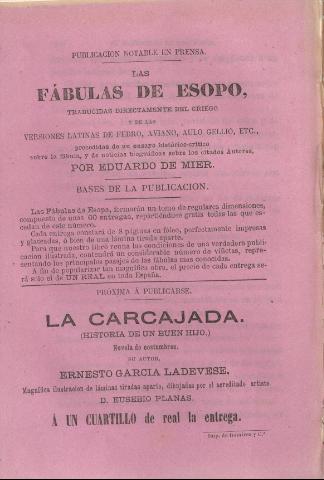 PUBLICACION NOTABLE EN PRENSA.
LAS
FÁBULAS DE ESOPO,
TRADUCIDAS DIRECTAMENTE DEL GRIEGO
Y DE LAS
VERSIONES LATINAS DE FEDRO, AVIANO, AULO GELLIO, ETC.,
precedidas de un ensayo histórico-crítico
sobre la fábula, y de noticias biográficas sobre los citados Autores,
POR EDUARDO DE MIER.
BASES DE LA PUBLICACION.
Las Fábulas de Esopo, formarán un tomo de regulares dimensiones,
compuesto de unas 60 entregas, repartiéndose grátis todas las que es-
cedan de este número.
Cada entrega constará de 8 páginas en fóleo, perfectamente impresas
y glaseadas, ó bien de una lámina tirada aparte.
Para que nuestro libro reuna las condiciones de una verdadera publi-
cacion ilustrada, contendrá un considerable número de viñetas, repre-
sentando los principales pasajes de las fábulas mas conocidas.
A fin de popularizar tan magnífica obra, el precio de cada entrega se-
rá solo el de UN REAL en toda España.
PRÓXIMA Á PUBLICARSE.
LA CARCAJADA.
(HISTORIA DE UN BUEN HIJO.)
Novela de costumbres.
SU AUTOR,
ERNESTO GARCIA LADEVESE,
Magnífica ilustracion de láminas tiradas aparte, dibujadas por el acreditado artista
D. EUSEBIO PLANAS.
Á UN CUARTILLO de real la entrega.
Imp. de Ramirez y C.ª